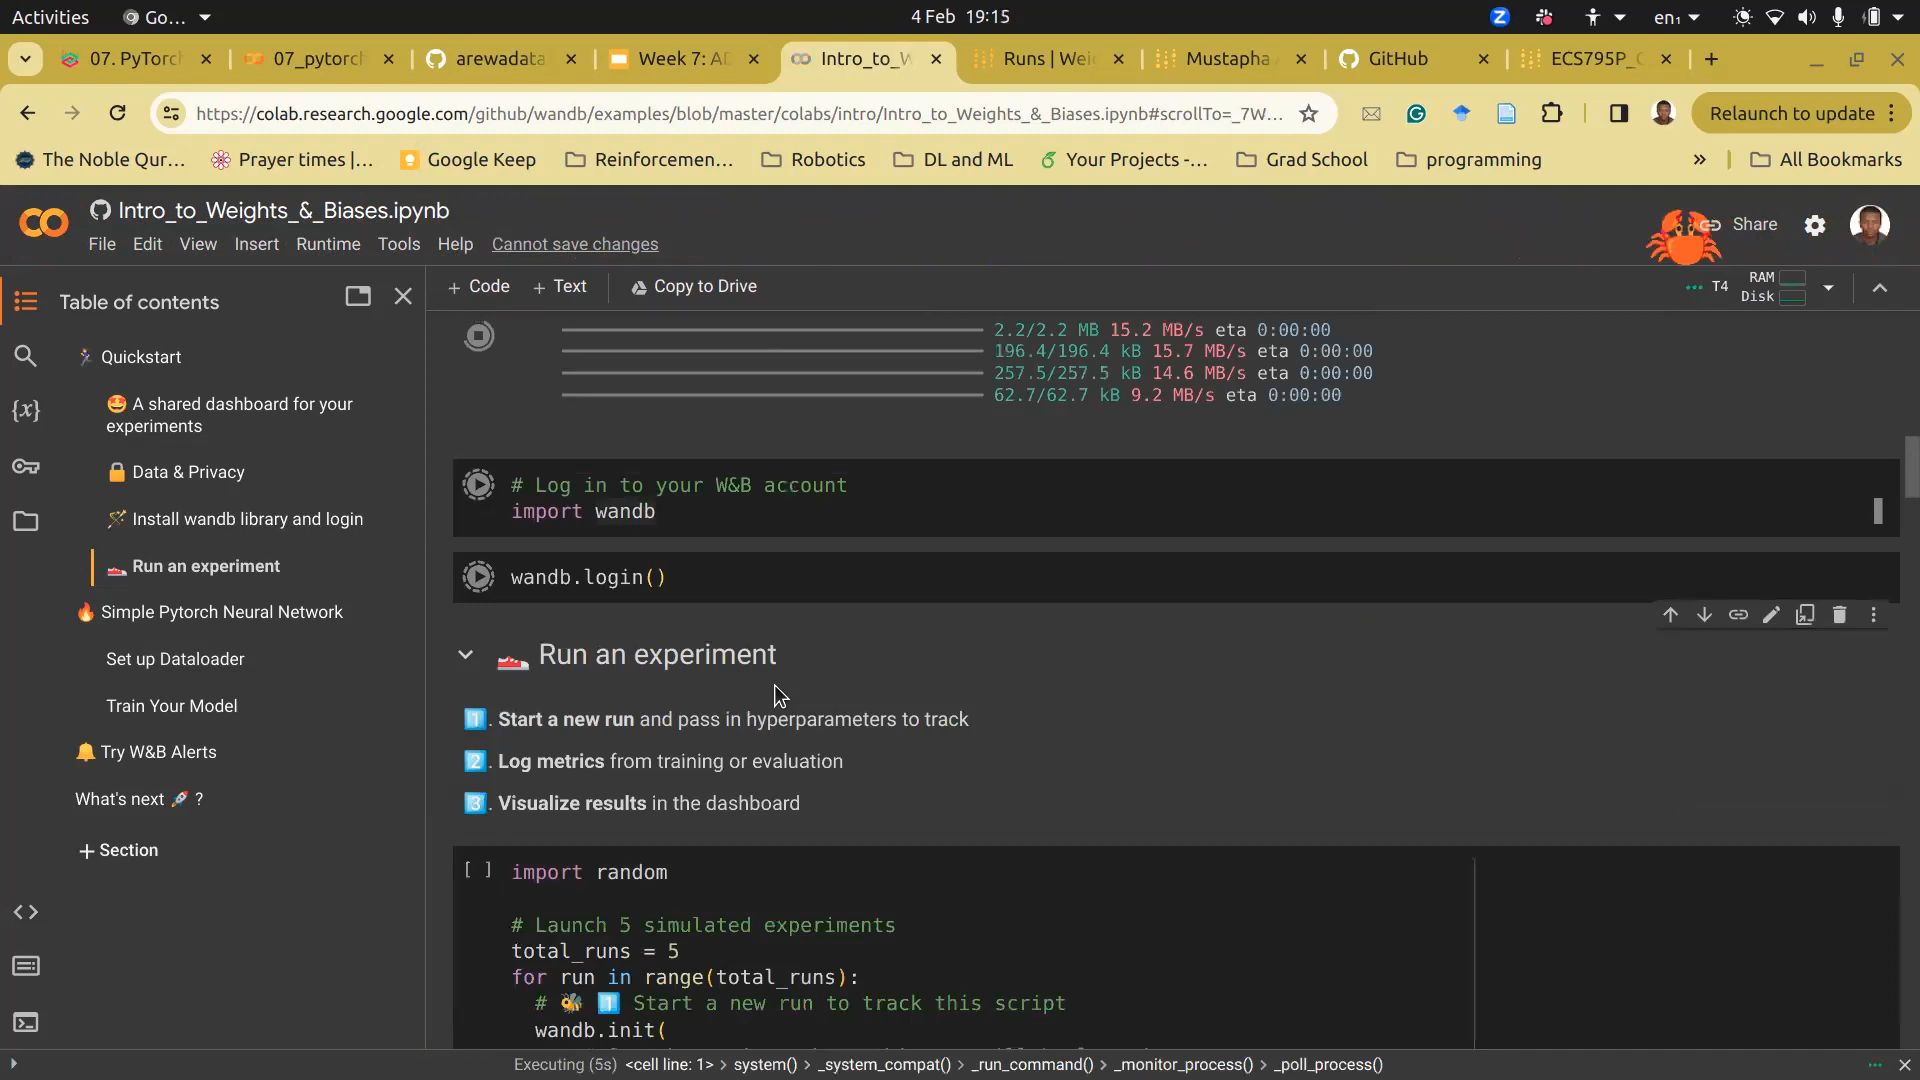 Activities
Go...
4 Feb 19:15
en₁
07. PyTorch
07_pytorch
arewadata
Week 7: AD
Intro_to_W
Runs | Wei
Mustapha
GitHub
ECS795P_C
https://colab.research.google.com/github/wandb/examples/blob/master/colabs/intro/Intro_to_Weights_&_Biases.ipynb#scrollTo=_7W...
Relaunch to update
The Noble Qur...
Prayer times |...
Google Keep
Reinforcemen...
Robotics
DL and ML
Your Projects -...
Grad School
programming
»
All Bookmarks
Intro_to_Weights_&_Biases.ipynb
File Edit View Insert Runtime Tools Help Cannot save changes
Share
Table of contents
+ Code + Text
Copy to Drive
T4
RAM
Disk
Quickstart
🤩 A shared dashboard for your
experiments
🔒 Data & Privacy
🪄 Install wandb library and login
👟 Run an experiment
🔥 Simple Pytorch Neural Network
Set up Dataloader
Train Your Model
🔔 Try W&B Alerts
What's next 🚀 ?
+ Section
2.2/2.2 MB 15.2 MB/s eta 0:00:00
196.4/196.4 kB 15.7 MB/s eta 0:00:00
257.5/257.5 kB 14.6 MB/s eta 0:00:00
62.7/62.7 kB 9.2 MB/s eta 0:00:00
# Log in to your W&B account
import wandb
wandb.login()
👟 Run an experiment
1️⃣. Start a new run and pass in hyperparameters to track
2️⃣. Log metrics from training or evaluation
3️⃣. Visualize results in the dashboard
[ ] import random
# Launch 5 simulated experiments
total_runs = 5
for run in range(total_runs):
# 🐝 1️⃣ Start a new run to track this script
wandb.init(
Executing (5s) <cell line: 1> > system() > _system_compat() > _run_command() > _monitor_process() > _poll_process()